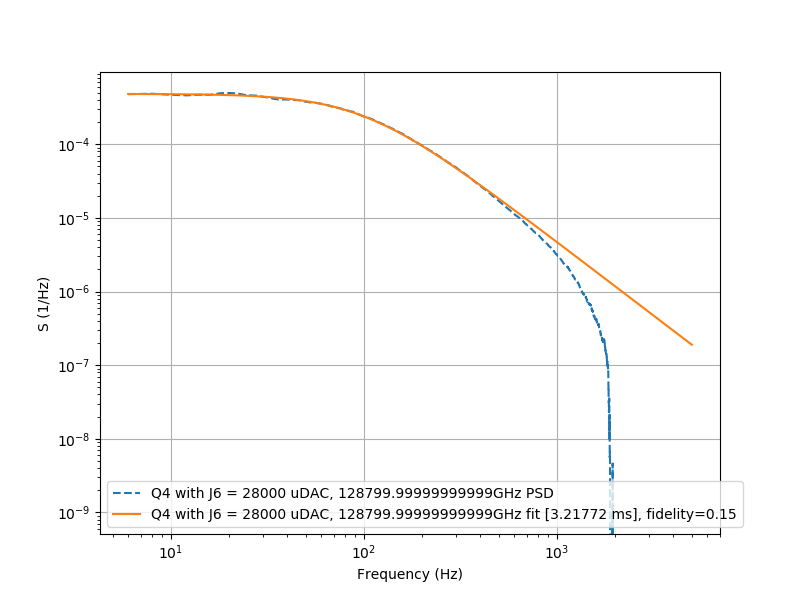 10⁻⁴
10⁻⁵
10⁻⁶
10⁻⁷
10⁻⁸
10⁻⁹
S (1/Hz)
Q4 with J6 = 28000 uDAC, 128799.99999999999GHz PSD
Q4 with J6 = 28000 uDAC, 128799.99999999999GHz fit [3.21772 ms], fidelity=0.15
10¹ 10² 10³
Frequency (Hz)